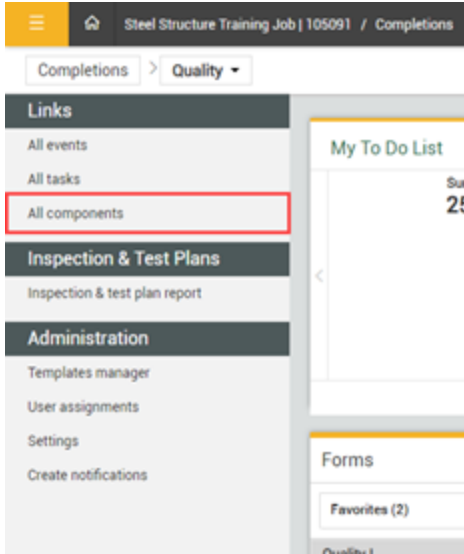 Steel Structure Training Job | 105091 / Completions
Completions > Quality
Links
All events
All tasks
All components
Inspection & Test Plans
Inspection & test plan report
Administration
Templates manager
User assignments
Settings
Create notifications
My To Do List
Su
25
Forms
Favorites (2)